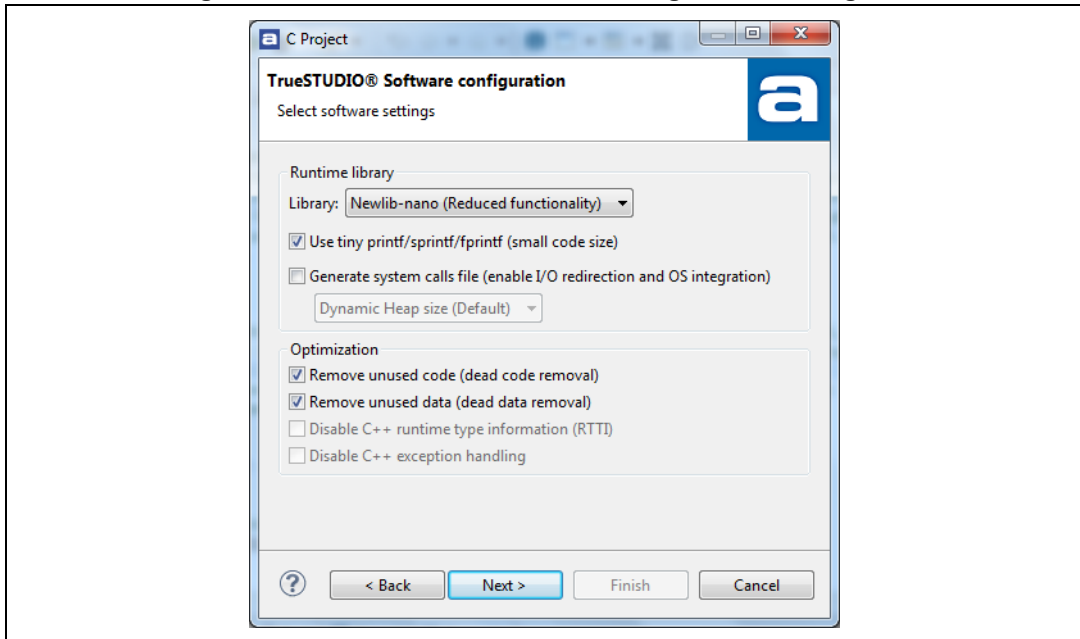 C Project
TrueSTUDIO® Software configuration
Select software settings
a
Runtime library
Library: Newlib-nano (Reduced functionality)
Use tiny printf/sprintf/fprintf (small code size)
Generate system calls file (enable I/O redirection and OS integration)
Dynamic Heap size (Default)
Optimization
Remove unused code (dead code removal)
Remove unused data (dead data removal)
Disable C++ runtime type information (RTTI)
Disable C++ exception handling
? < Back Next > Finish Cancel